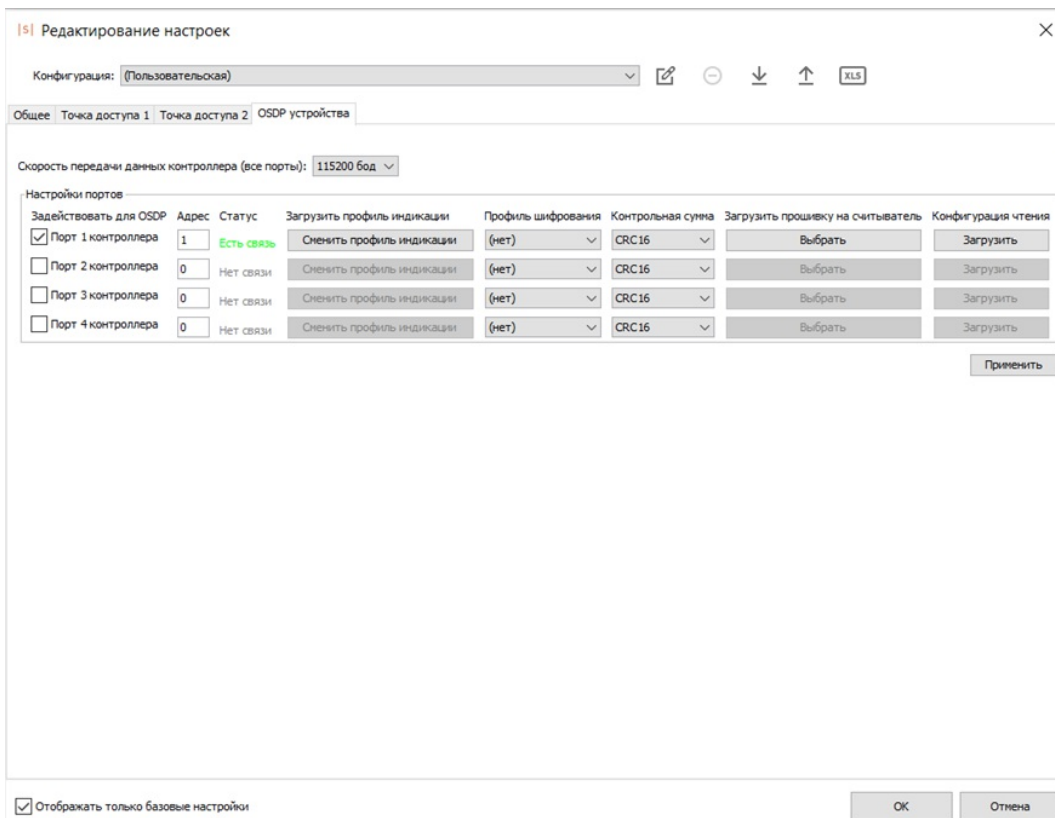 |s| Редактирование настроек
Конфигурация: (Пользовательская) XLS
Общее Точка доступа 1 Точка доступа 2 OSDP устройства
Скорость передачи данных контроллера (все порты): 115200 бод
Настройки портов
Задействовать для OSDP Адрес Статус Загрузить профиль индикации Профиль шифрования Контрольная сумма Загрузить прошивку на считыватель Конфигурация чтения
Порт 1 контроллера 1 Есть связь Сменить профиль индикации (нет) CRC16 Выбрать Загрузить
Порт 2 контроллера 0 Нет связи Сменить профиль индикации (нет) CRC16 Выбрать Загрузить
Порт 3 контроллера 0 Нет связи Сменить профиль индикации (нет) CRC16 Выбрать Загрузить
Порт 4 контроллера 0 Нет связи Сменить профиль индикации (нет) CRC16 Выбрать Загрузить
Применить
Отображать только базовые настройки OK Отмена